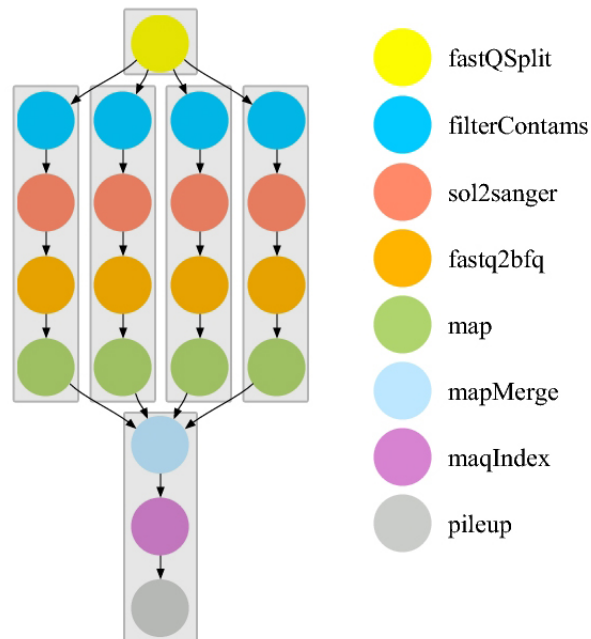 fastQSplit
filterContams
sol2sanger
fastq2bfq
map
mapMerge
maqIndex
pileup